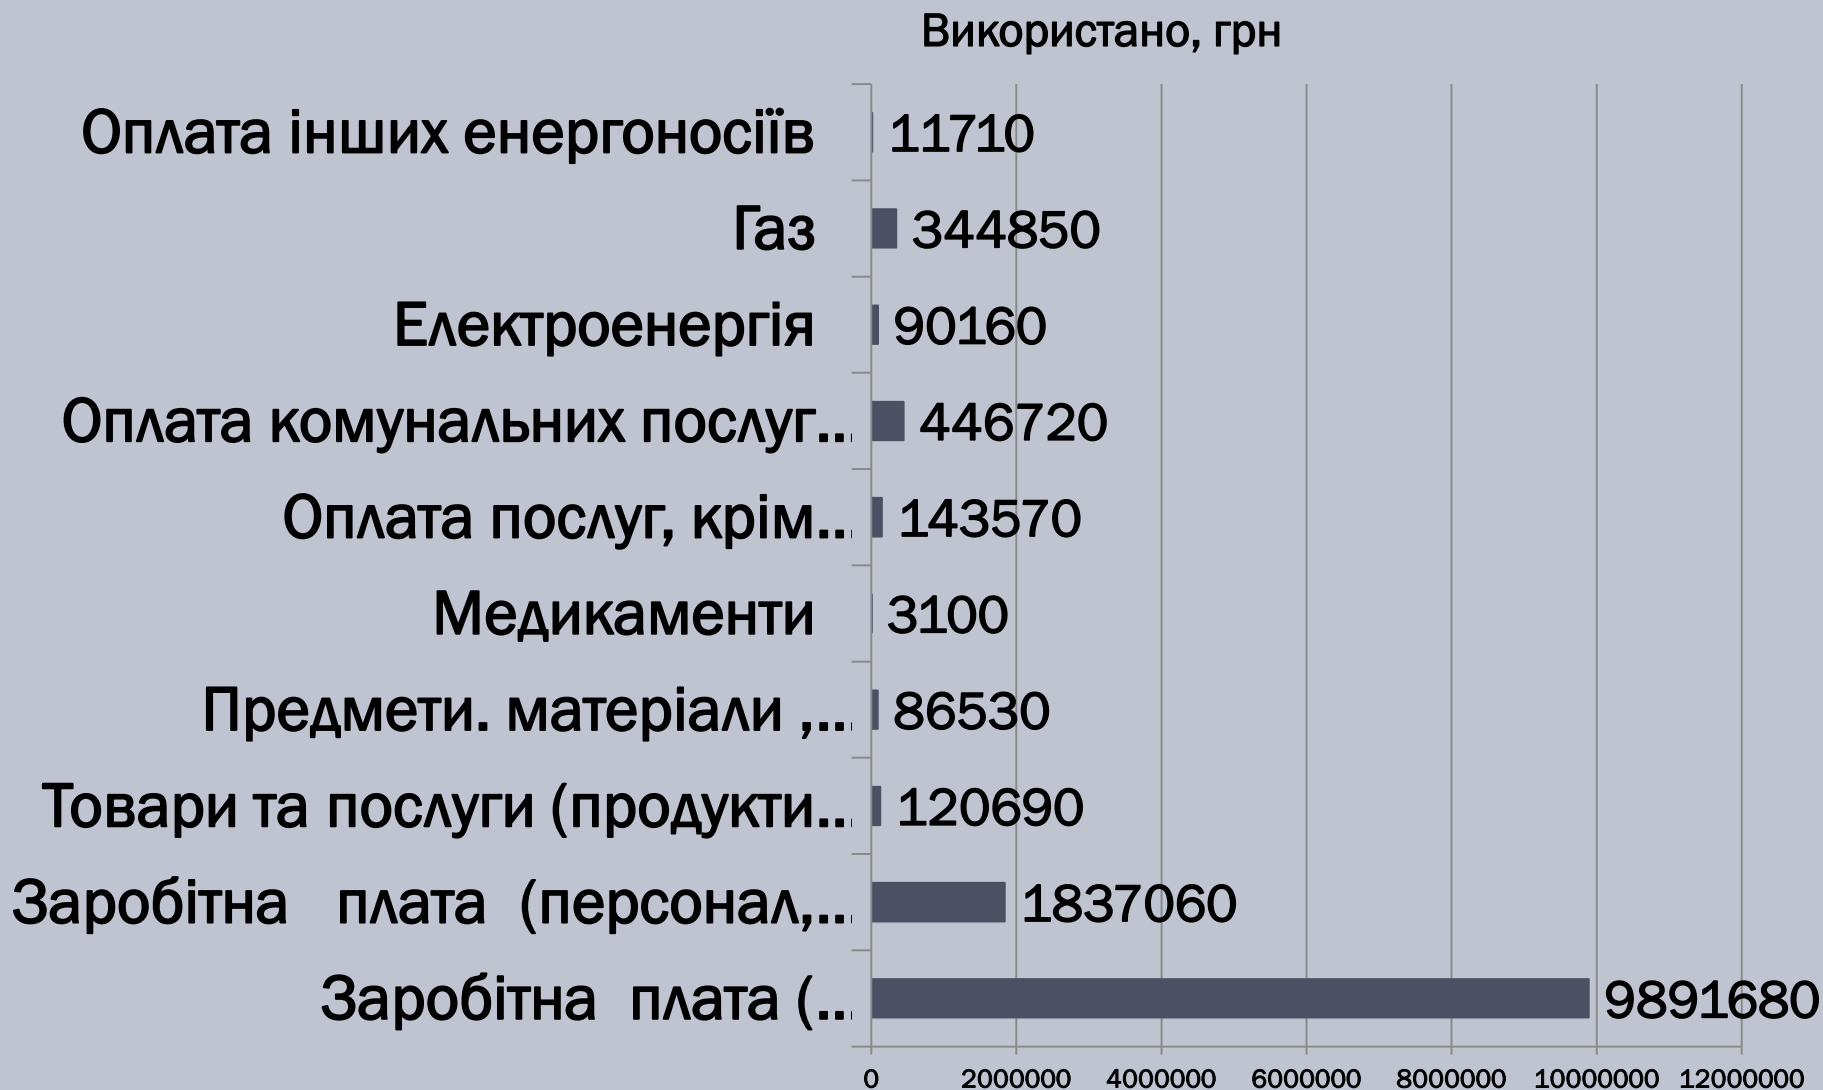 Використано, грн
Оплата інших енергоносіїв 11710
Газ 344850
Електроенергія 90160
Оплата комунальних послуг... 446720
Оплата послуг, крім... 143570
Медикаменти 3100
Предмети. матеріали ,... 86530
Товари та послуги (продукти... 120690
Заробітна плата (персонал,... 1837060
Заробітна плата (... 9891680
0 2000000 4000000 6000000 8000000 10000000 12000000